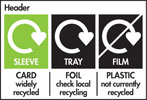 Header
SLEEVE TRAY FILM
CARD FOIL PLASTIC
widely check local not currently
recycled recycling recycled